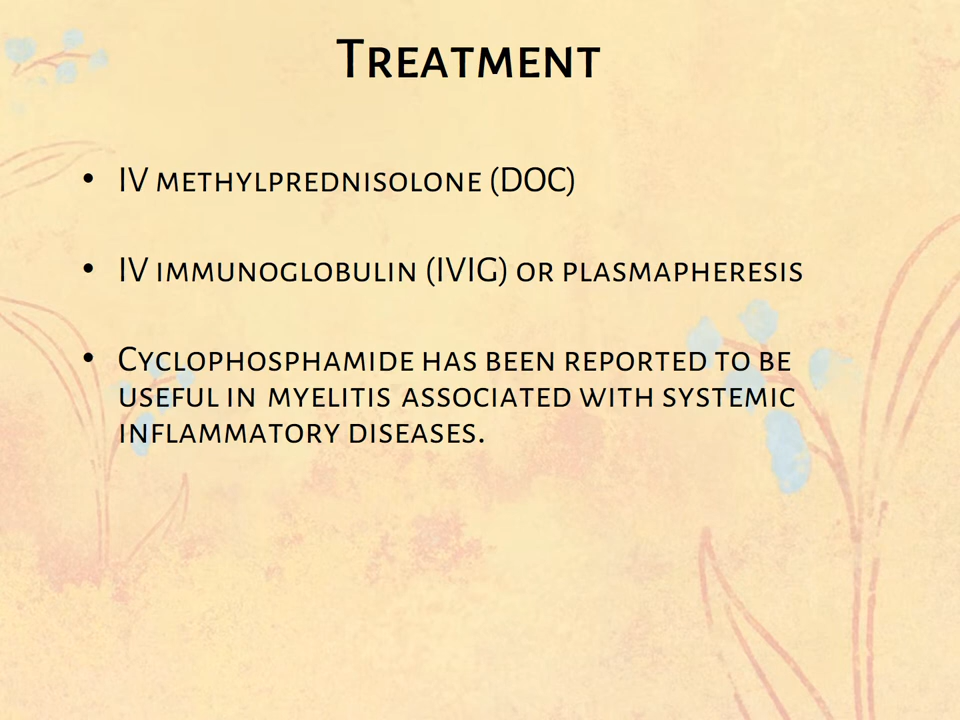 Treatment
• IV methylprednisolone (DOC)
• IV immunoglobulin (IVIG) or plasmapheresis
• Cyclophosphamide has been reported to be
useful in myelitis associated with systemic
inflammatory diseases.